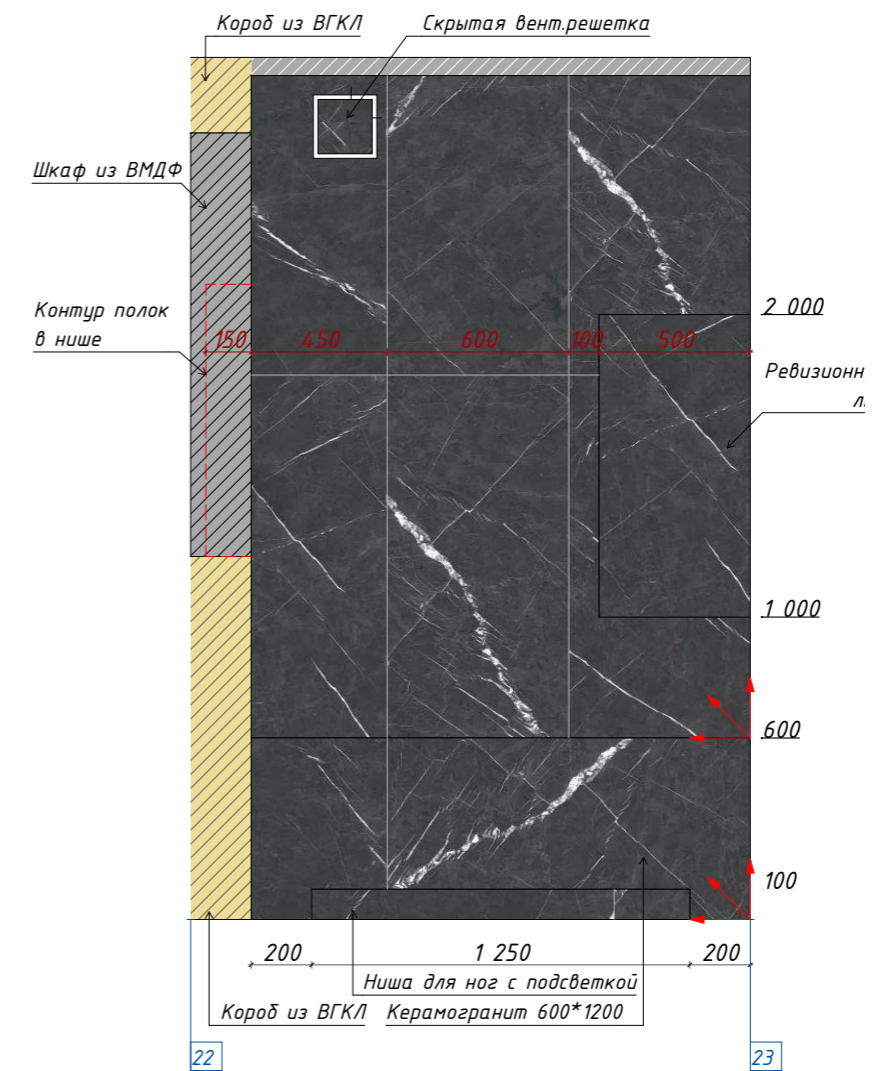 Короб из ВГКЛ
Скрытая вент.решетка
Шкаф из ВМДФ
Контур полок
в нише
2 000
150
450
600
100
500
Ревизионн
1 000
600
100
200
1 250
200
Ниша для ног с подсветкой
Короб из ВГКЛ
Керамогранит 600*1200
22
23